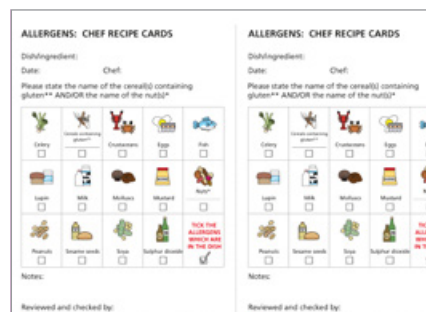 ALLERGENS: CHEF RECIPE CARDS
Dish/Ingredient:
Date: Chef:
Please state the name of the cereal(s) containing
gluten** AND/OR the name of the nut(s)*
Celery
Cereals containing
gluten**
Crustaceans
Eggs
Fish
Lupin
Milk
Molluscs
Mustard
Nuts*
Peanuts
Sesame seeds
Soya
Sulphur dioxide
TICK THE
ALLERGENS
WHICH ARE
IN THE DISH
Notes:
Reviewed and checked by:
ALLERGENS: CHEF RECIPE CARDS
Dish/Ingredient:
Date: Chef:
Please state the name of the cereal(s) containing
gluten** AND/OR the name of the nut(s)*
Celery
Cereals containing
gluten**
Crustaceans
Eggs
Lupin
Milk
Molluscs
Mustard
Peanuts
Sesame seeds
Soya
Sulphur dioxide
Notes:
Reviewed and checked by: